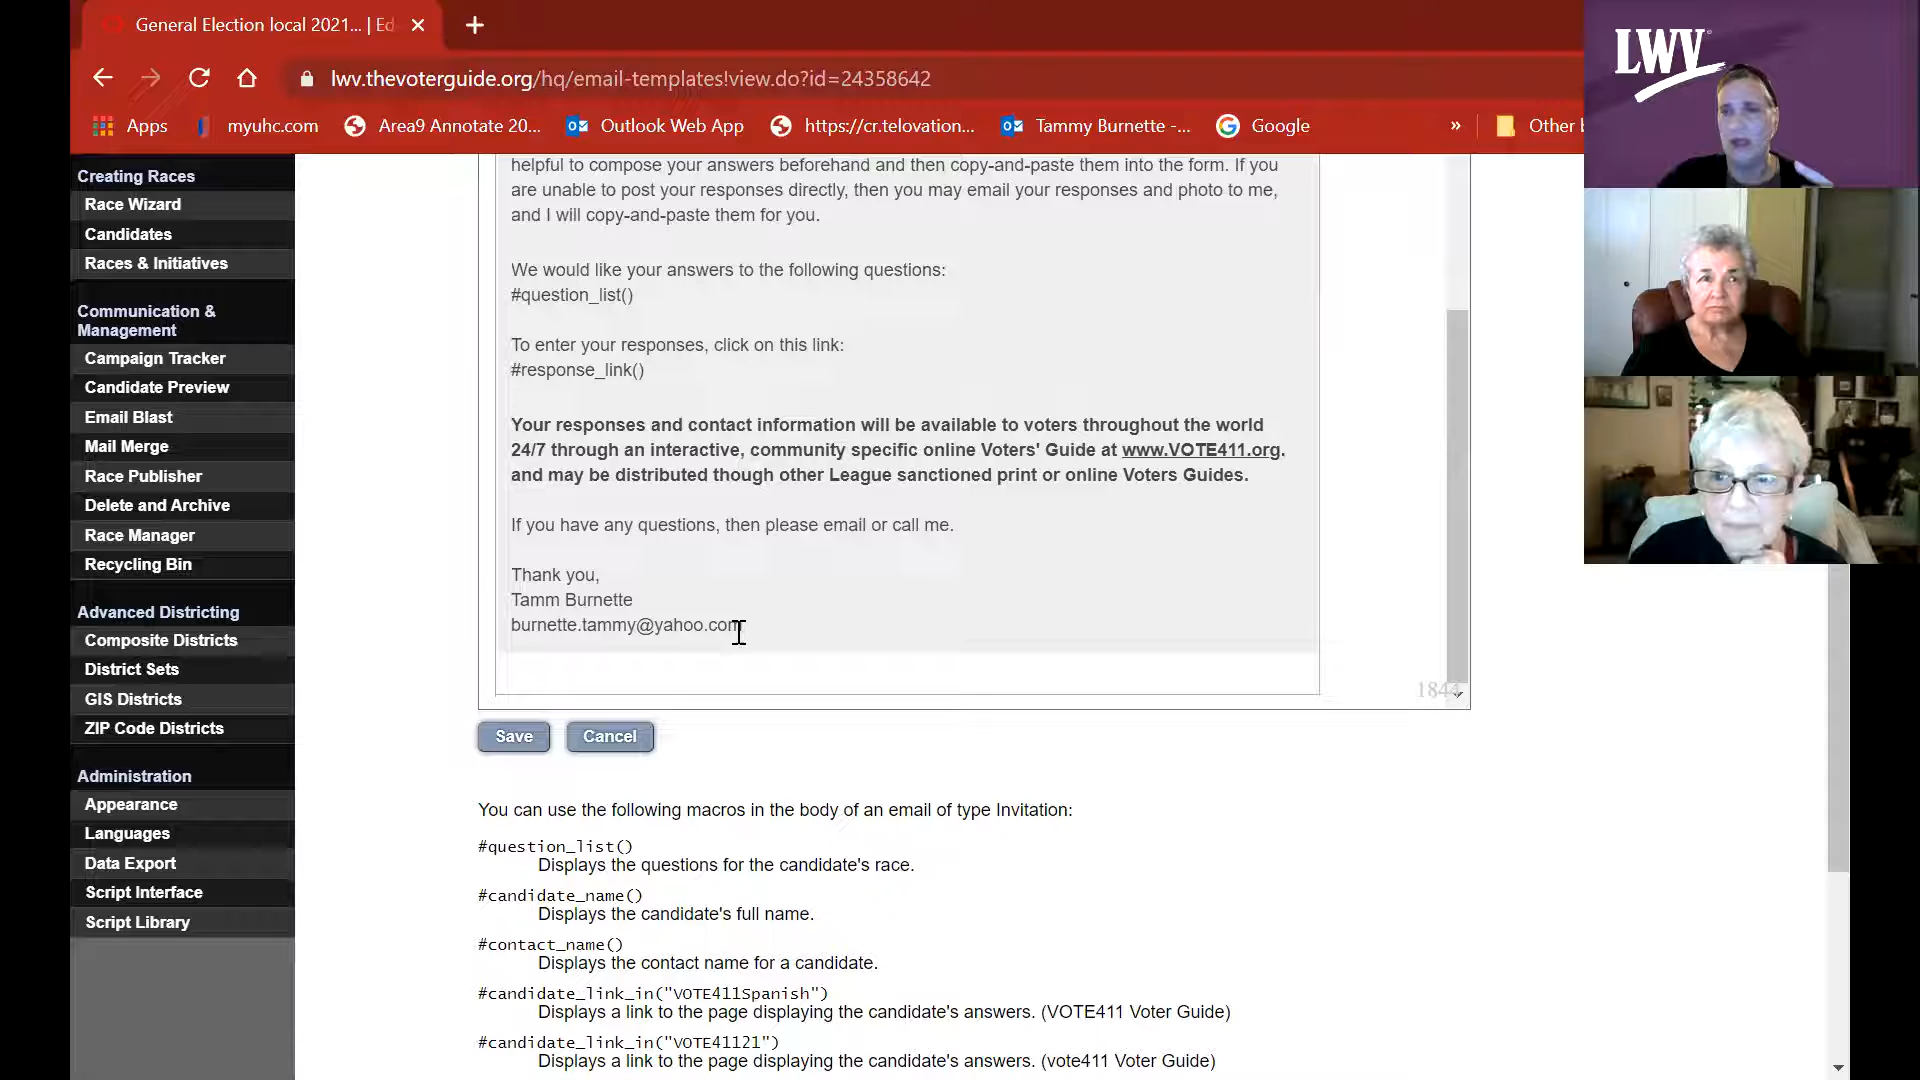 General Election local 2021... | Ed
lwv.thevoterguide.org/hq/email-templates!view.do?id=24358642
Apps
myuhc.com
Area9 Annotate 20...
Outlook Web App
https://cr.telovation...
Tammy Burnette -...
Google
»
Other b
LWV
Creating Races
Race Wizard
Candidates
Races & Initiatives
Communication &
Management
Campaign Tracker
Candidate Preview
Email Blast
Mail Merge
Race Publisher
Delete and Archive
Race Manager
Recycling Bin
Advanced Districting
Composite Districts
District Sets
GIS Districts
ZIP Code Districts
Administration
Appearance
Languages
Data Export
Script Interface
Script Library
helpful to compose your answers beforehand and then copy-and-paste them into the form. If you
are unable to post your responses directly, then you may email your responses and photo to me,
and I will copy-and-paste them for you.
We would like your answers to the following questions:
#question_list()
To enter your responses, click on this link:
#response_link()
Your responses and contact information will be available to voters throughout the world
24/7 through an interactive, community specific online Voters' Guide at www.VOTE411.org.
and may be distributed though other League sanctioned print or online Voters Guides.
If you have any questions, then please email or call me.
Thank you,
Tamm Burnette
burnette.tammy@yahoo.com
1844
Save
Cancel
You can use the following macros in the body of an email of type Invitation:
#question_list()
Displays the questions for the candidate's race.
#candidate_name()
Displays the candidate's full name.
#contact_name()
Displays the contact name for a candidate.
#candidate_link_in("VOTE411Spanish")
Displays a link to the page displaying the candidate's answers. (VOTE411 Voter Guide)
#candidate_link_in("VOTE41121")
Displays a link to the page displaying the candidate's answers. (vote411 Voter Guide)